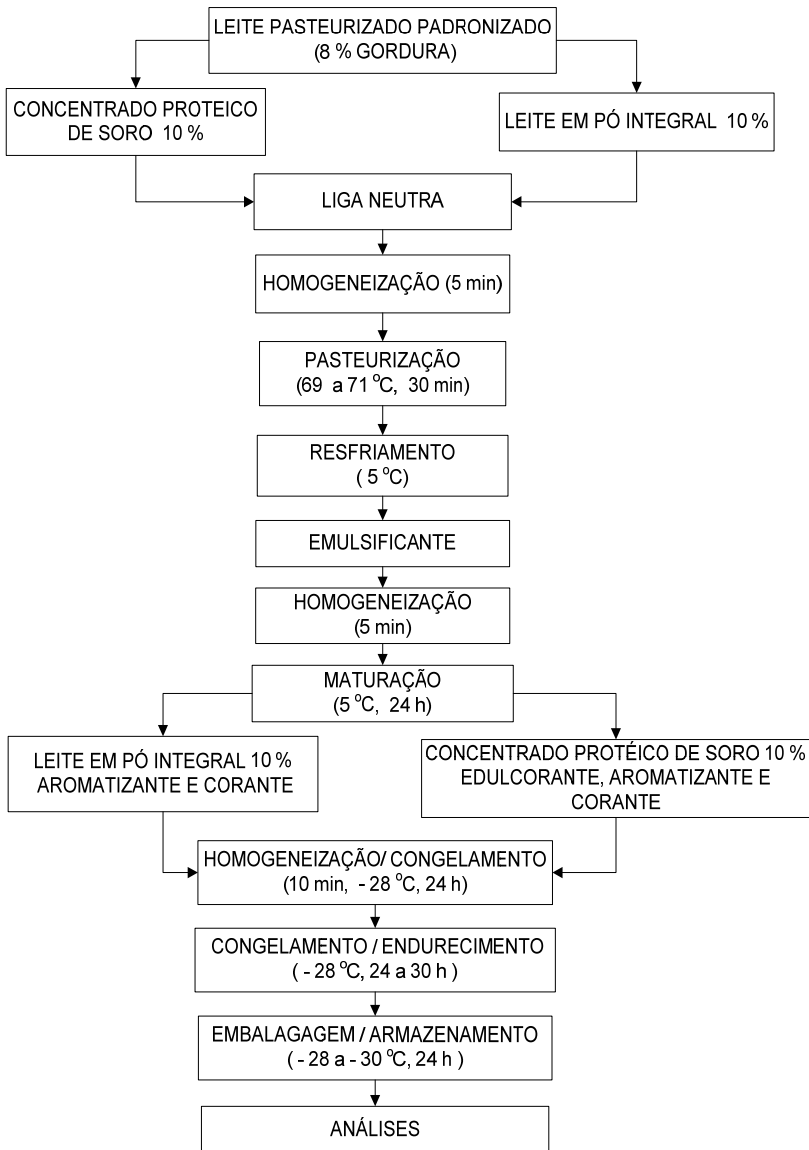 LEITE PASTEURIZADO PADRONIZADO
(8 % GORDURA)
CONCENTRADO PROTEICO
DE SORO 10 %
LEITE EM PÓ INTEGRAL 10 %
LIGA NEUTRA
HOMOGENEIZAÇÃO (5 min)
PASTEURIZAÇÃO
(69 a 71 °C, 30 min)
RESFRIAMENTO
( 5 °C)
EMULSIFICANTE
HOMOGENEIZAÇÃO
(5 min)
MATURAÇÃO
(5 °C, 24 h)
LEITE EM PÓ INTEGRAL 10 %
AROMATIZANTE E CORANTE
CONCENTRADO PROTÉICO DE SORO 10 %
EDULCORANTE, AROMATIZANTE E
CORANTE
HOMOGENEIZAÇÃO/ CONGELAMENTO
(10 min, - 28 °C, 24 h)
CONGELAMENTO / ENDURECIMENTO
( - 28 °C, 24 a 30 h )
EMBALAGAGEM / ARMAZENAMENTO
( - 28 a - 30 °C, 24 h )
ANÁLISES